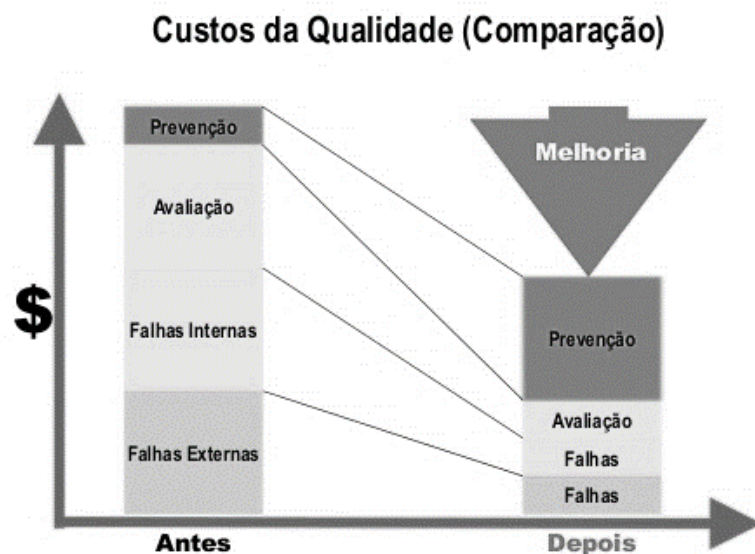 Custos da Qualidade (Comparação)
$
Prevenção
Avaliação
Falhas Internas
Falhas Externas
Antes
Melhoria
Prevenção
Avaliação
Falhas
Falhas
Depois